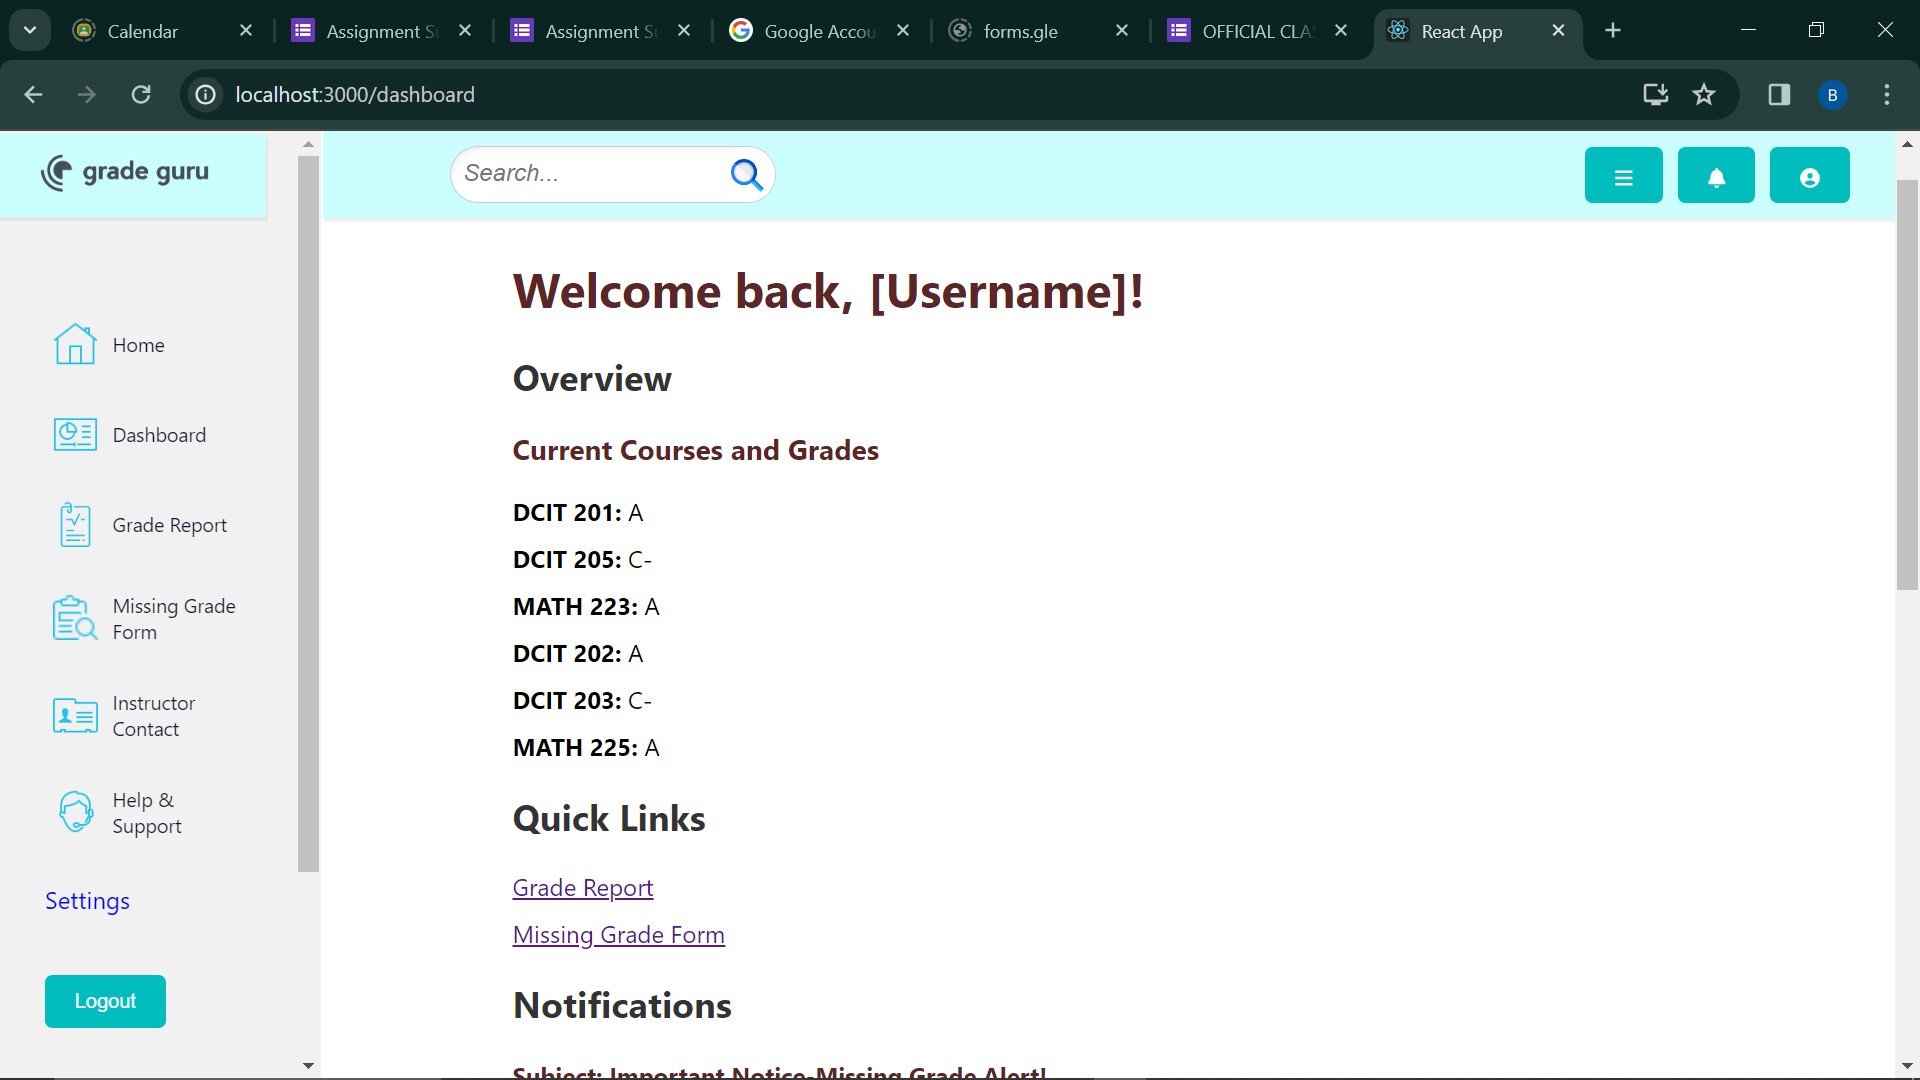 Calendar
Assignment Su
Assignment Su
Google Accou
forms.gle
OFFICIAL CLA
React App
localhost:3000/dashboard
B
grade guru
Search...
Home
Dashboard
Grade Report
Missing Grade
Form
Instructor
Contact
Help &
Support
Settings
Logout
Welcome back, [Username]!
Overview
Current Courses and Grades
DCIT 201: A
DCIT 205: C-
MATH 223: A
DCIT 202: A
DCIT 203: C-
MATH 225: A
Quick Links
Grade Report
Missing Grade Form
Notifications
Subject: Important Notice-Missing Grade Alert!